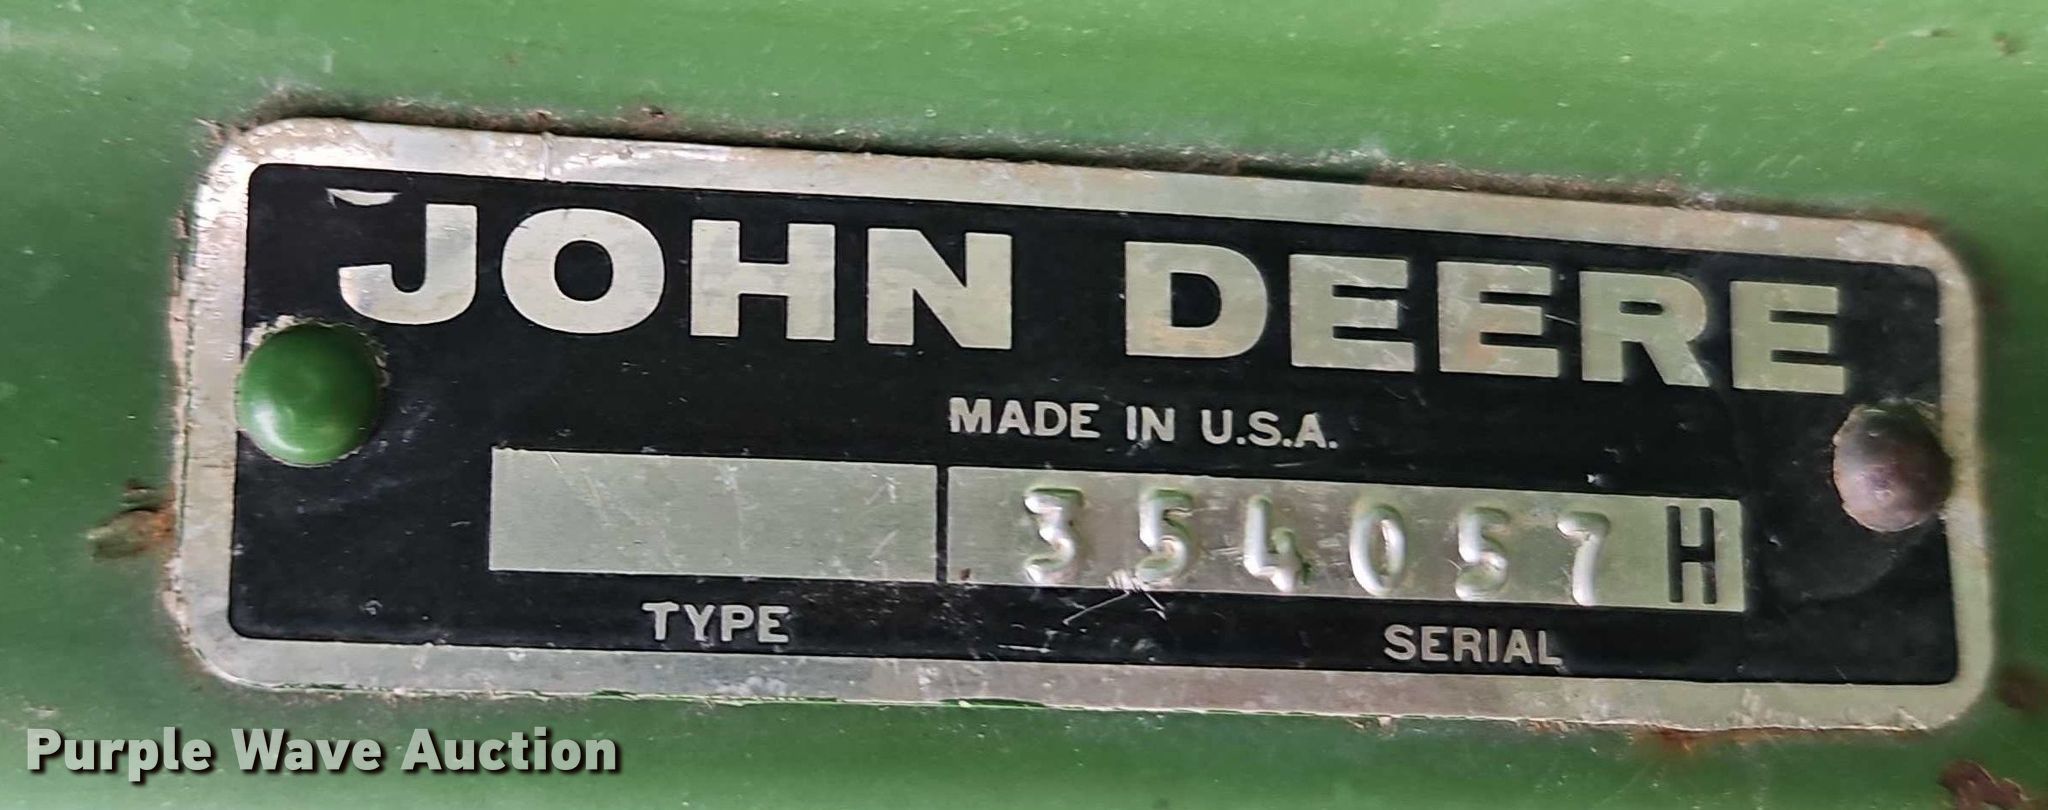 JOHN DEERE
MADE IN U.S.A.
354057H
TYPE SERIAL
Purple Wave Auction